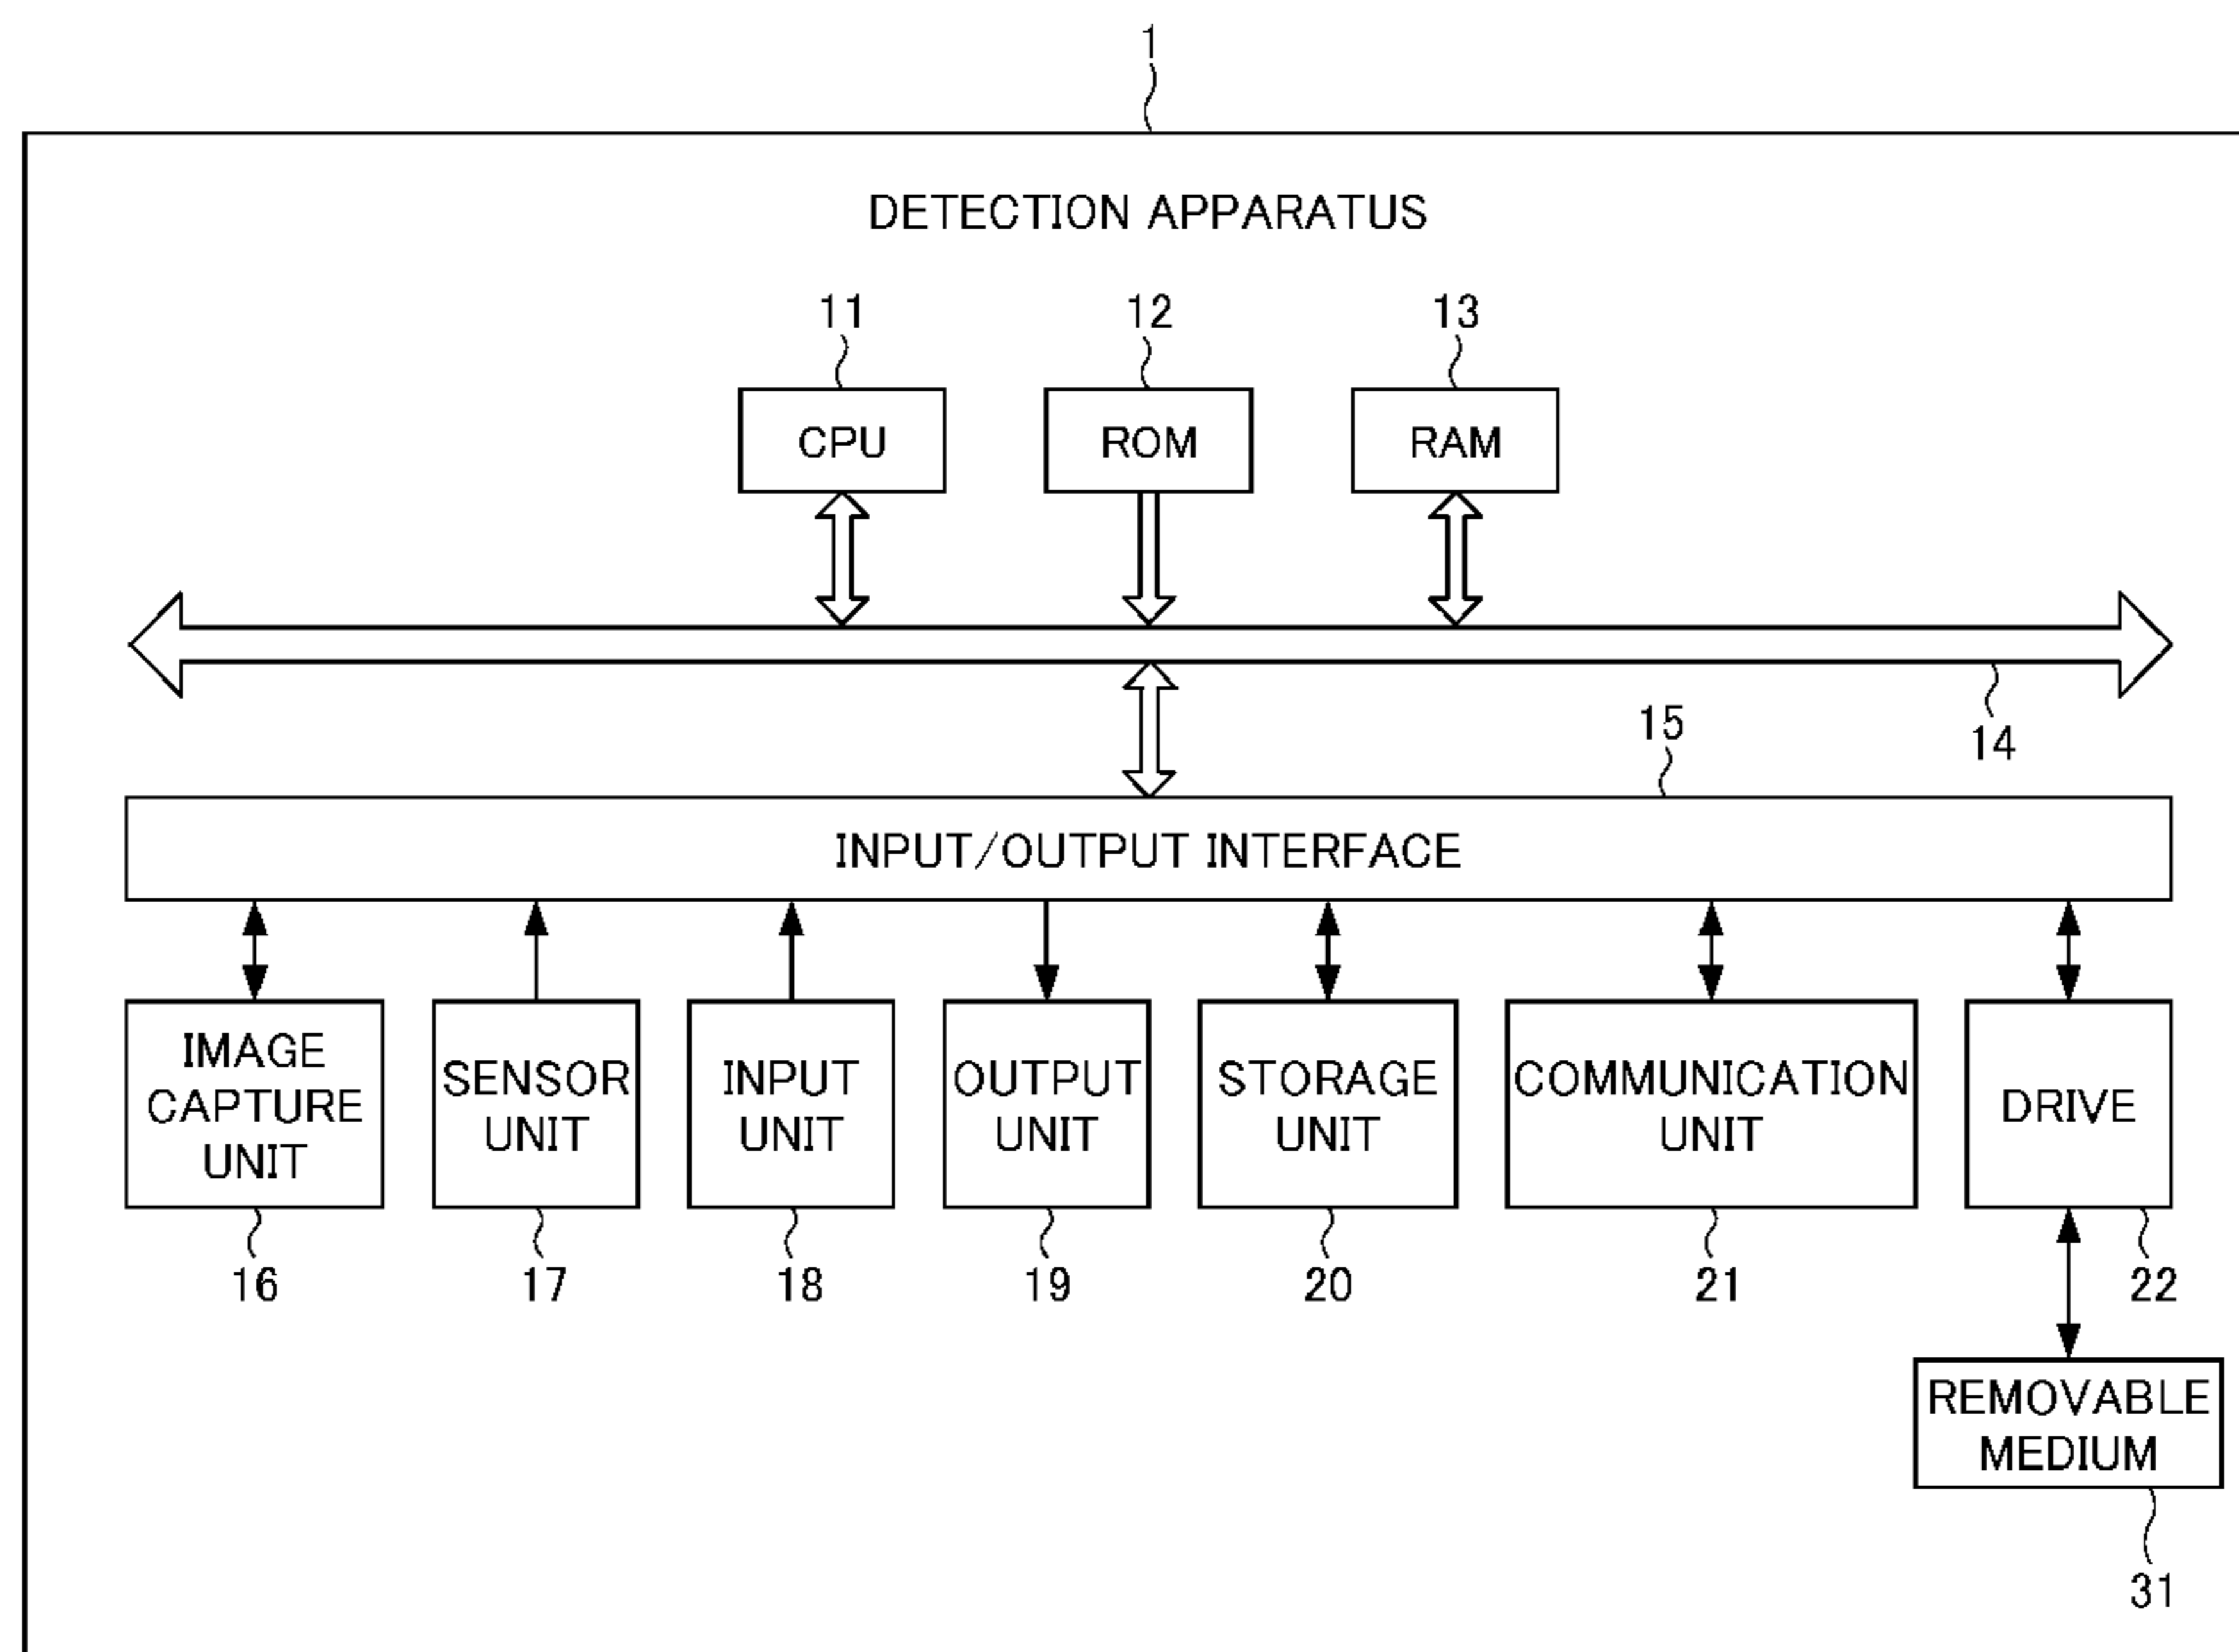 1
DETECTION APPARATUS
11
12
13
CPU
ROM
RAM
14
15
INPUT/OUTPUT INTERFACE
IMAGE
CAPTURE
UNIT
SENSOR
UNIT
INPUT
UNIT
OUTPUT
UNIT
STORAGE
UNIT
COMMUNICATION
UNIT
DRIVE
16
17
18
19
20
21
22
REMOVABLE
MEDIUM
31